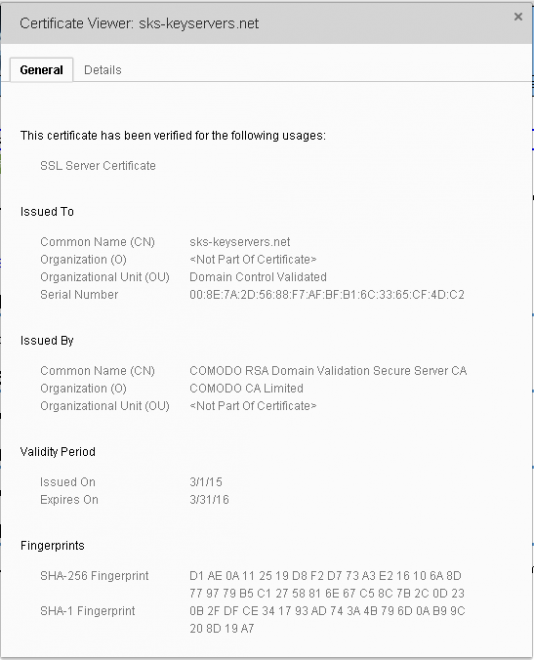 Certificate Viewer: sks-keyservers.net ×
General Details
This certificate has been verified for the following usages:
SSL Server Certificate
Issued To
Common Name (CN) sks-keyservers.net
Organization (O) <Not Part Of Certificate>
Organizational Unit (OU) Domain Control Validated
Serial Number 00:8E:7A:2D:56:88:F7:AF:BF:B1:6C:33:65:CF:4D:C2
Issued By
Common Name (CN) COMODO RSA Domain Validation Secure Server CA
Organization (O) COMODO CA Limited
Organizational Unit (OU) <Not Part Of Certificate>
Validity Period
Issued On 3/1/15
Expires On 3/31/16
Fingerprints
SHA-256 Fingerprint D1 AE 0A 11 25 19 D8 F2 D7 73 A3 E2 16 10 6A 8D
77 97 79 B5 C1 27 58 81 6E 67 C5 8C 7B 2C 0D 23
SHA-1 Fingerprint 0B 2F DF CE 34 17 93 AD 74 3A 4B 79 6D 0A B9 9C
20 8D 19 A7